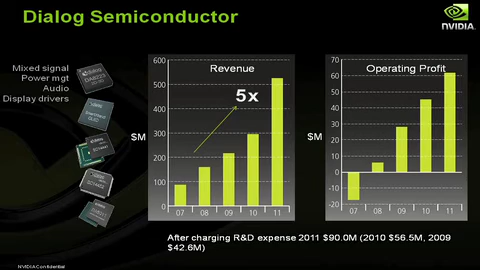 Dialog Semiconductor
NVIDIA.
Mixed signal
Power mgt
Audio
Display drivers
Revenue
5x
$M
600
500
400
300
200
100
0
07 08 09 10 11
Operating Profit
$M
70
60
50
40
30
20
10
0
-10
-20
07 08 09 10 11
After charging R&D expense 2011 $90.0M (2010 $56.5M, 2009
$42.6M)
NVIDIA Confidential